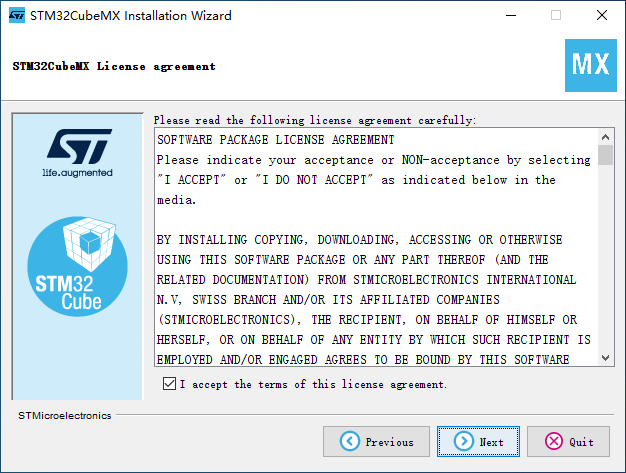 STM32CubeMX Installation Wizard
STM32CubeMX License agreement
MX
ST
life.augmented
STM32
Cube
Please read the following license agreement carefully:
SOFTWARE PACKAGE LICENSE AGREEMENT
Please indicate your acceptance or NON-acceptance by selecting
"I ACCEPT" or "I DO NOT ACCEPT" as indicated below in the
media.
BY INSTALLING COPYING, DOWNLOADING, ACCESSING OR OTHERWISE
USING THIS SOFTWARE PACKAGE OR ANY PART THEREOF (AND THE
RELATED DOCUMENTATION) FROM STMICROELECTRONICS INTERNATIONAL
N.V, SWISS BRANCH AND/OR ITS AFFILIATED COMPANIES
(STMICROELECTRONICS), THE RECIPIENT, ON BEHALF OF HIMSELF OR
HERSELF, OR ON BEHALF OF ANY ENTITY BY WHICH SUCH RECIPIENT IS
EMPLOYED AND/OR ENGAGED AGREES TO BE BOUND BY THIS SOFTWARE
I accept the terms of this license agreement.
STMicroelectronics
Previous
Next
Quit